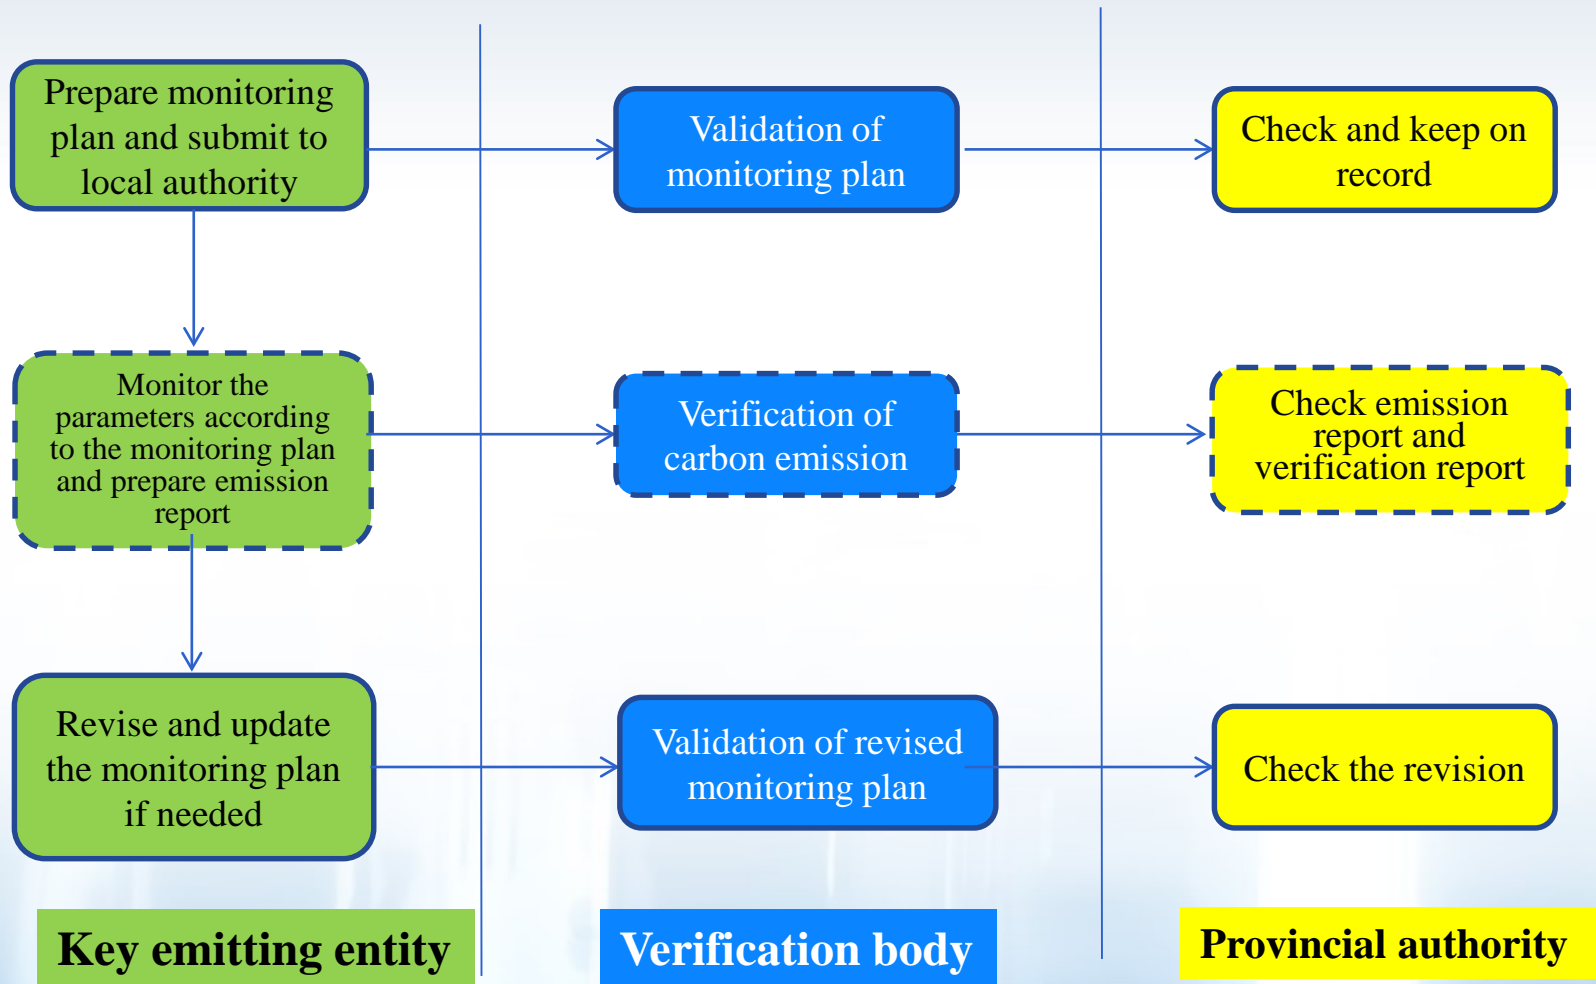 Prepare monitoring
plan and submit to
local authority
Validation of
monitoring plan
Check and keep on
record
Monitor the
parameters according
to the monitoring plan
and prepare emission
report
Verification of
carbon emission
Check emission
report and
verification report
Revise and update
the monitoring plan
if needed
Validation of revised
monitoring plan
Check the revision
Key emitting entity
Verification body
Provincial authority